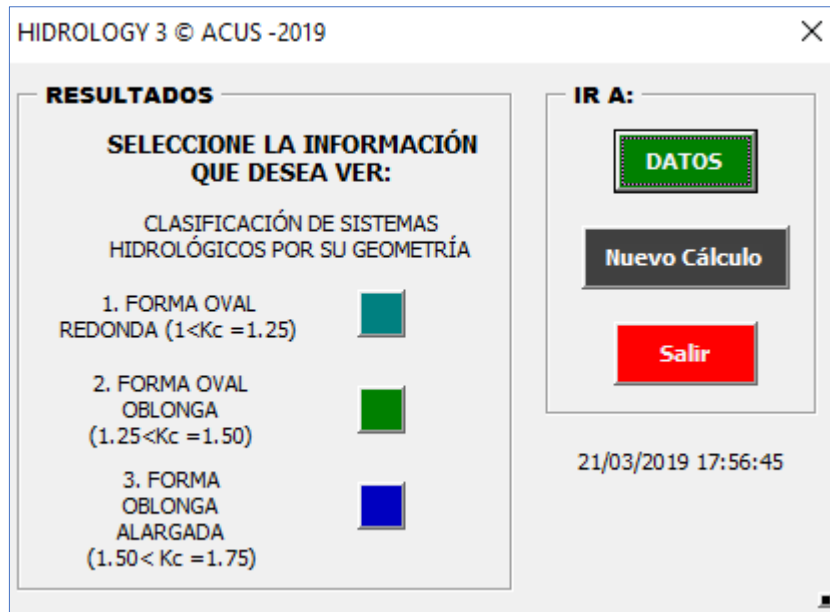 HIDROLOGY 3 © ACUS -2019
RESULTADOS
SELECCIONE LA INFORMACIÓN
QUE DESEA VER:
CLASIFICACIÓN DE SISTEMAS
HIDROLÓGICOS POR SU GEOMETRÍA
1. FORMA OVAL
REDONDA (1<Kc =1.25)
2. FORMA OVAL
OBLONGA
(1.25<Kc =1.50)
3. FORMA
OBLONGA
ALARGADA
(1.50< Kc =1.75)
IR A:
DATOS
Nuevo Cálculo
Salir
21/03/2019 17:56:45